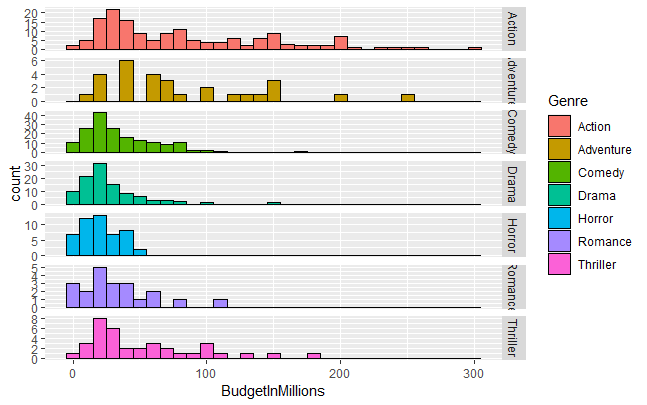 20
15
10
5
0
Action
6
4
2
0
Adventure
40
30
20
10
0
Comedy
30
20
10
0
Drama
10
5
0
Horror
5
4
3
2
1
0
Romance
8
6
4
2
0
Thriller
0 100 200 300
BudgetInMillions
count
Genre
Action
Adventure
Comedy
Drama
Horror
Romance
Thriller